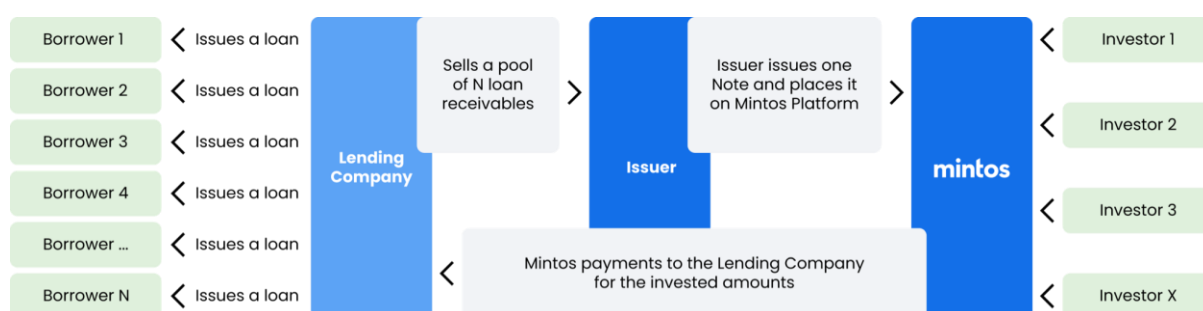 Borrower 1
Issues a loan
Borrower 2
Issues a loan
Borrower 3
Issues a loan
Borrower 4
Issues a loan
Borrower ...
Issues a loan
Borrower N
Issues a loan
Lending
Company
Sells a pool
of N loan
receivables
Issuer
Issuer issues one
Note and places it
on Mintos Platform
mintos
Mintos payments to the Lending Company
for the invested amounts
Investor 1
Investor 2
Investor 3
Investor X